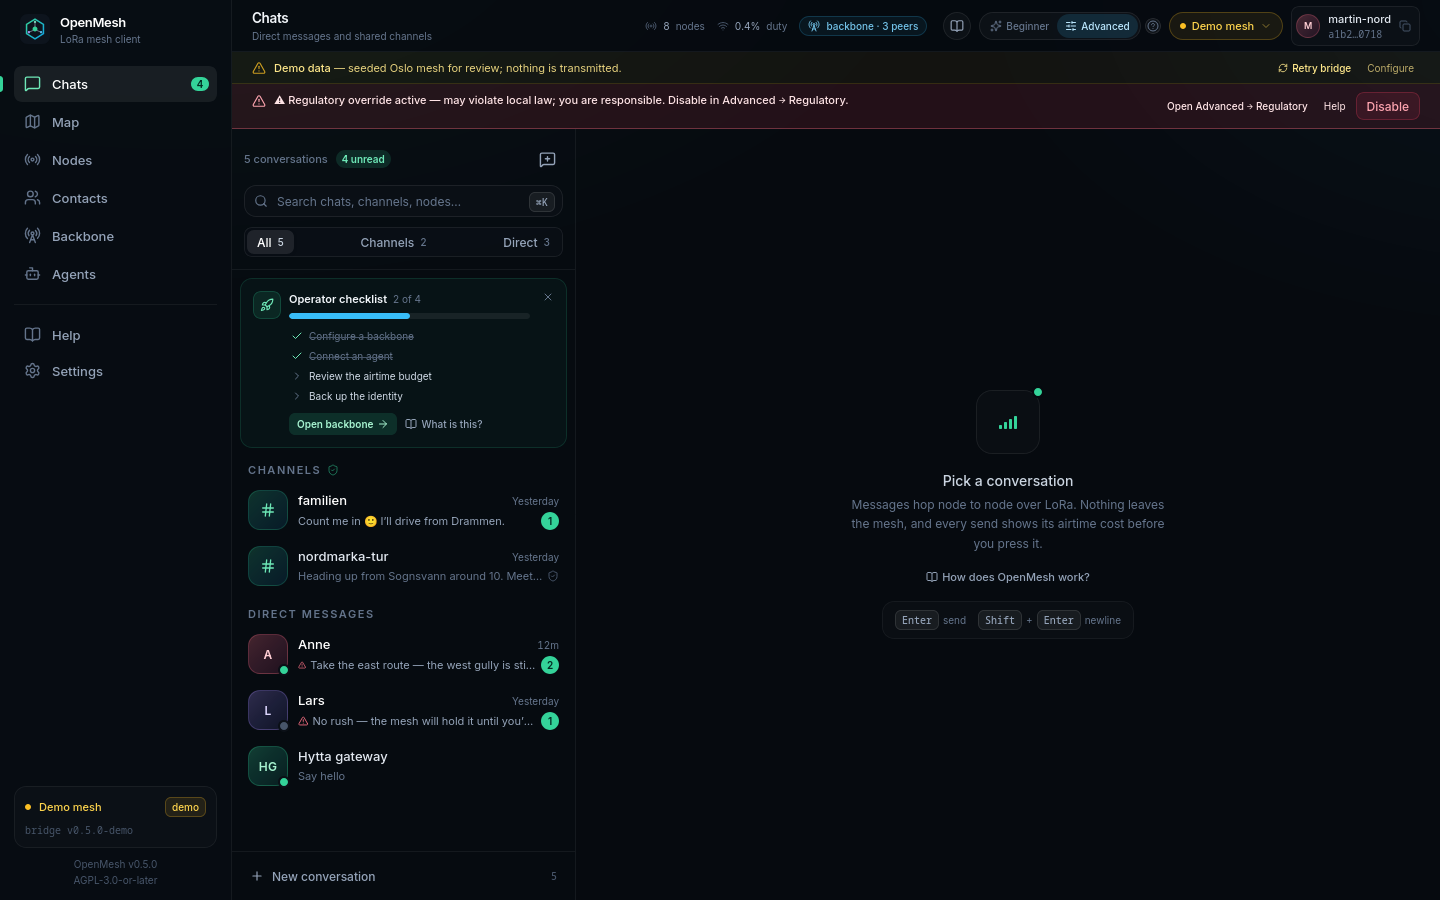 OpenMesh
LoRa mesh client
Chats 4
Map
Nodes
Contacts
Backbone
Agents
Help
Settings
Demo mesh demo
bridge v0.5.0-demo
OpenMesh v0.5.0
AGPL-3.0-or-later
Chats
Direct messages and shared channels
8 nodes 0.4% duty backbone · 3 peers Beginner Advanced Demo mesh M martin-nord
a1b2…0718
Demo data — seeded Oslo mesh for review; nothing is transmitted. Retry bridge Configure
⚠ Regulatory override active — may violate local law; you are responsible. Disable in Advanced → Regulatory. Open Advanced → Regulatory Help Disable
5 conversations 4 unread
Search chats, channels, nodes... ⌘K
All 5 Channels 2 Direct 3
Operator checklist 2 of 4
Configure a backbone
Connect an agent
Review the airtime budget
Back up the identity
Open backbone → What is this?
CHANNELS
# familien Yesterday
Count me in 🙂 I'll drive from Drammen. 1
# nordmarka-tur Yesterday
Heading up from Sognsvann around 10. Meet...
DIRECT MESSAGES
A Anne 12m
Take the east route — the west gully is sti... 2
L Lars Yesterday
No rush — the mesh will hold it until you'... 1
HG Hytta gateway
Say hello
+ New conversation 5
Pick a conversation
Messages hop node to node over LoRa. Nothing leaves
the mesh, and every send shows its airtime cost before
you press it.
How does OpenMesh work?
Enter send Shift + Enter newline